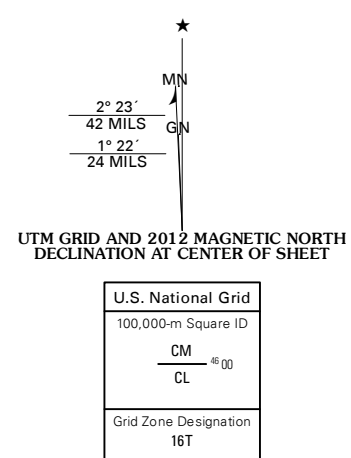 ★
MN
2° 23´
42 MILS
GN
1° 22´
24 MILS
UTM GRID AND 2012 MAGNETIC NORTH
DECLINATION AT CENTER OF SHEET
U.S. National Grid
100,000-m Square ID
CM
46 00
CL
Grid Zone Designation
16T